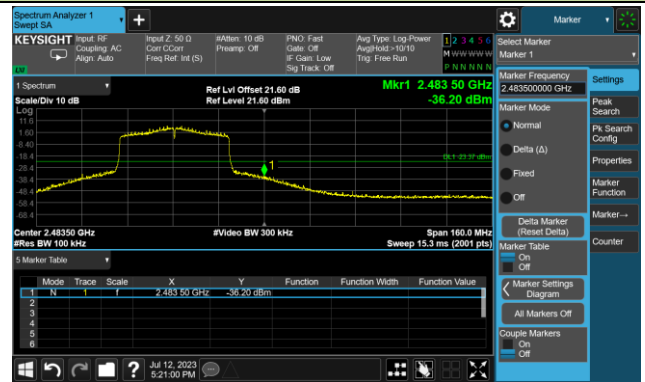 Spectrum Analyzer 1
Swept SA
Marker
KEYSIGHT Input: RF
Coupling: AC
Align: Auto
Input Z: 50 Ω
Corr CCorr
Freq Ref: Int (S)
#Atten: 10 dB
Preamp: Off
PNO: Fast
Gate: Off
IF Gain: Low
Sig Track: Off
Avg Type: Log-Power
Avg|Hold:>10/10
Trig: Free Run
1 2 3 4 5 6
M W W W W W
P N N N N N
Select Marker
Marker 1
1 Spectrum
Scale/Div 10 dB
Log
Ref Lvl Offset 21.60 dB
Ref Level 21.60 dBm
Mkr1 2.483 50 GHz
-36.20 dBm
11.6
1.60
-8.40
-18.4
-28.4
-38.4
-48.4
-58.4
-68.4
DL1 -23.37 dBm
1
Center 2.48350 GHz
#Res BW 100 kHz
#Video BW 300 kHz
Span 160.0 MHz
Sweep 15.3 ms (2001 pts)
5 Marker Table
Mode Trace Scale X Y Function Function Width Function Value
1 N 1 f 2.483 50 GHz -36.20 dBm
2
3
4
5
6
Marker Frequency
2.483500000 GHz
Marker Mode
Normal
Delta (Δ)
Fixed
Off
Delta Marker
(Reset Delta)
Marker Table
On
Off
Marker Settings
Diagram
All Markers Off
Couple Markers
On
Off
Settings
Peak
Search
Pk Search
Config
Properties
Marker
Function
Marker→
Counter
Jul 12, 2023
5:21:00 PM